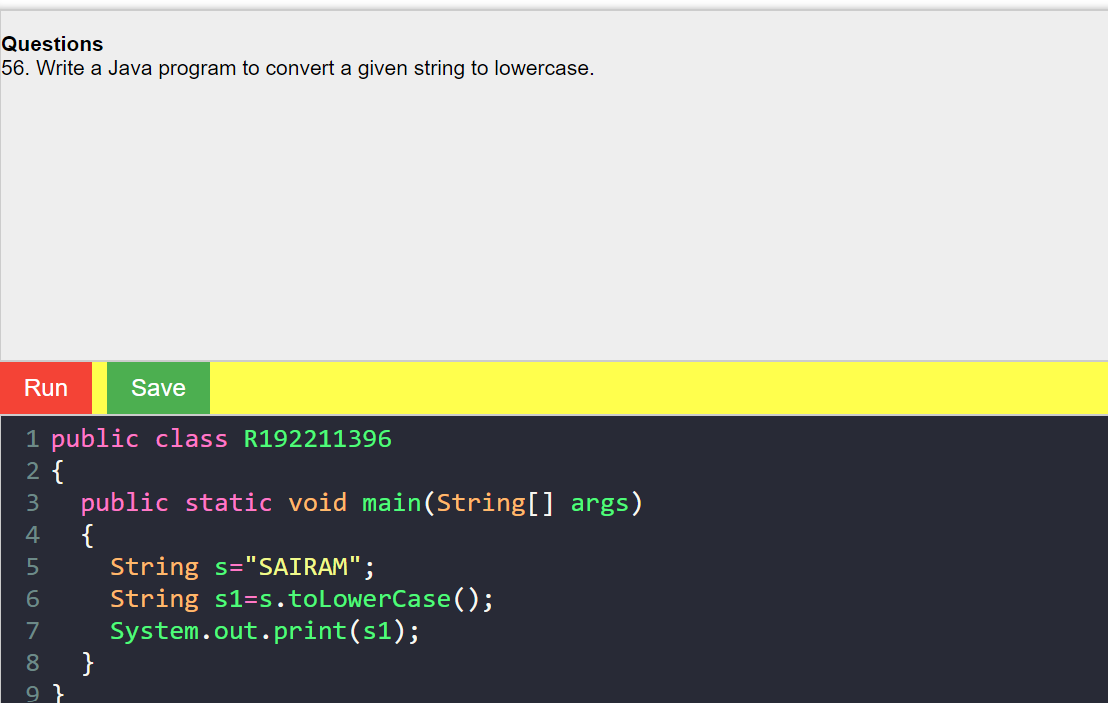 Questions
56. Write a Java program to convert a given string to lowercase.
Run Save
1 public class R192211396
2 {
3   public static void main(String[] args)
4   {
5     String s="SAIRAM";
6     String s1=s.toLowerCase();
7     System.out.print(s1);
8   }
9 }